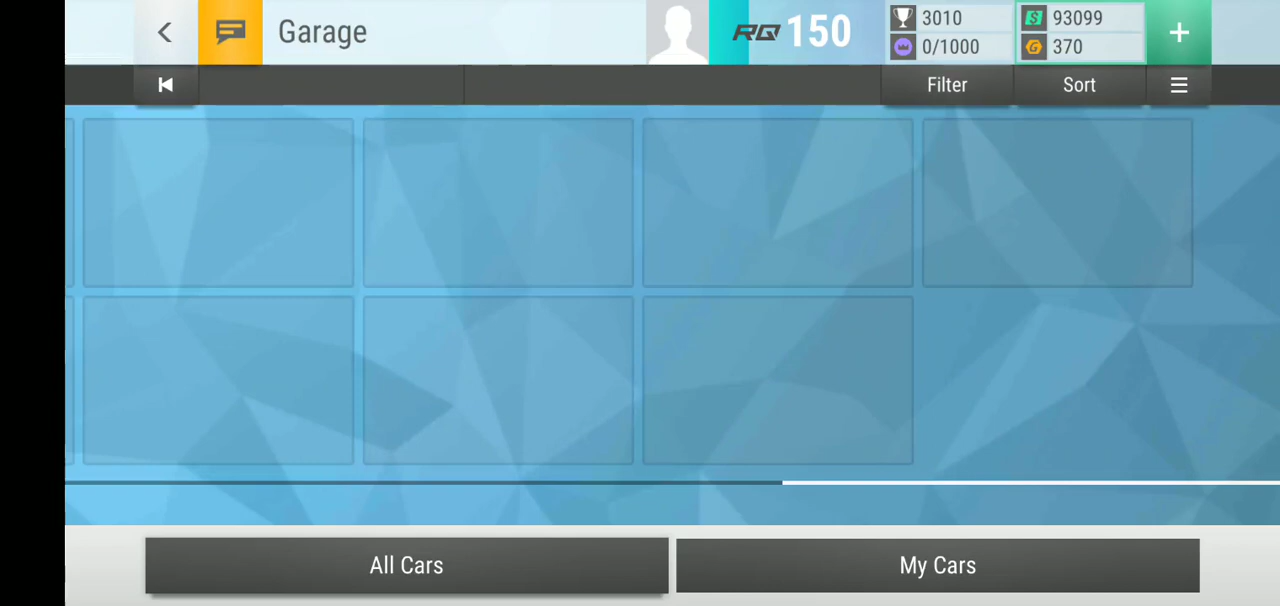 Garage
RQ 150
3010
0/1000
93099
370
+
Filter
Sort
All Cars
My Cars